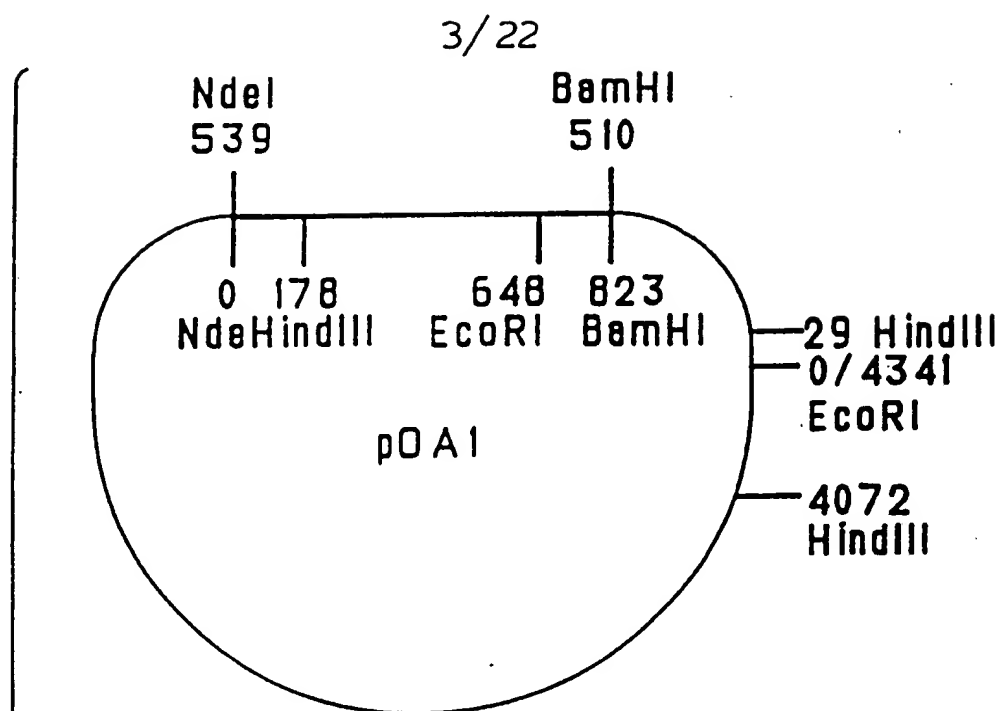 3/22
NdeI BamHI
539 510
0 178 648 823
NdeHindIII EcoRI BamHI
29 HindIII
0/4341
EcoRI
pOA1
4072
HindIII